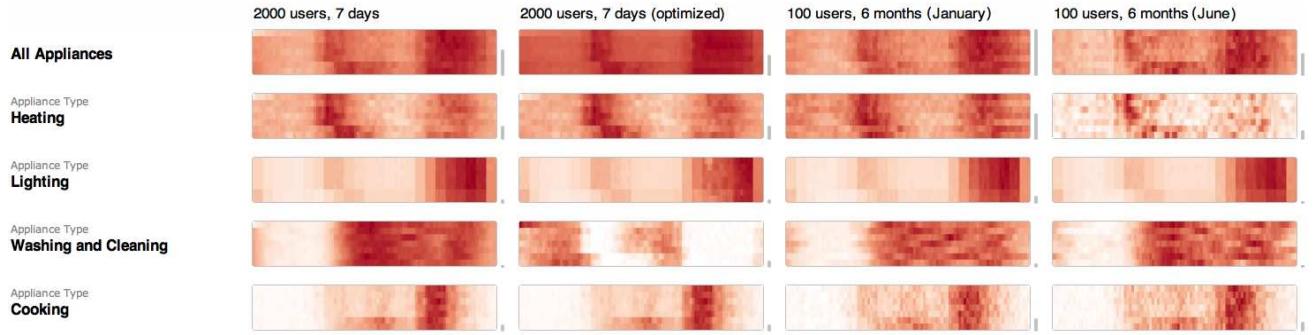 2000 users, 7 days
2000 users, 7 days (optimized)
100 users, 6 months (January)
100 users, 6 months (June)
All Appliances
Appliance Type
Heating
Appliance Type
Lighting
Appliance Type
Washing and Cleaning
Appliance Type
Cooking